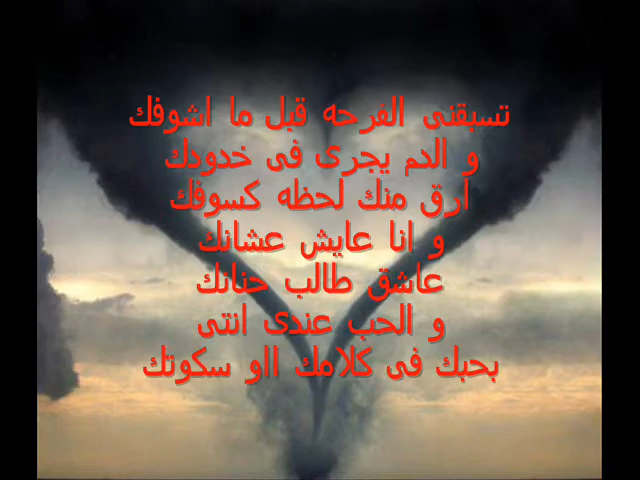 تسبقنى الفرحه قبل ما اشوفك
و الدم يجرى فى خدودك
ارق منك لحظه كسوفك
و انا عايش عشانك
عاشق طالب حنانك
و الحب عندى انتى
بحبك فى كلامك ااو سكوتك